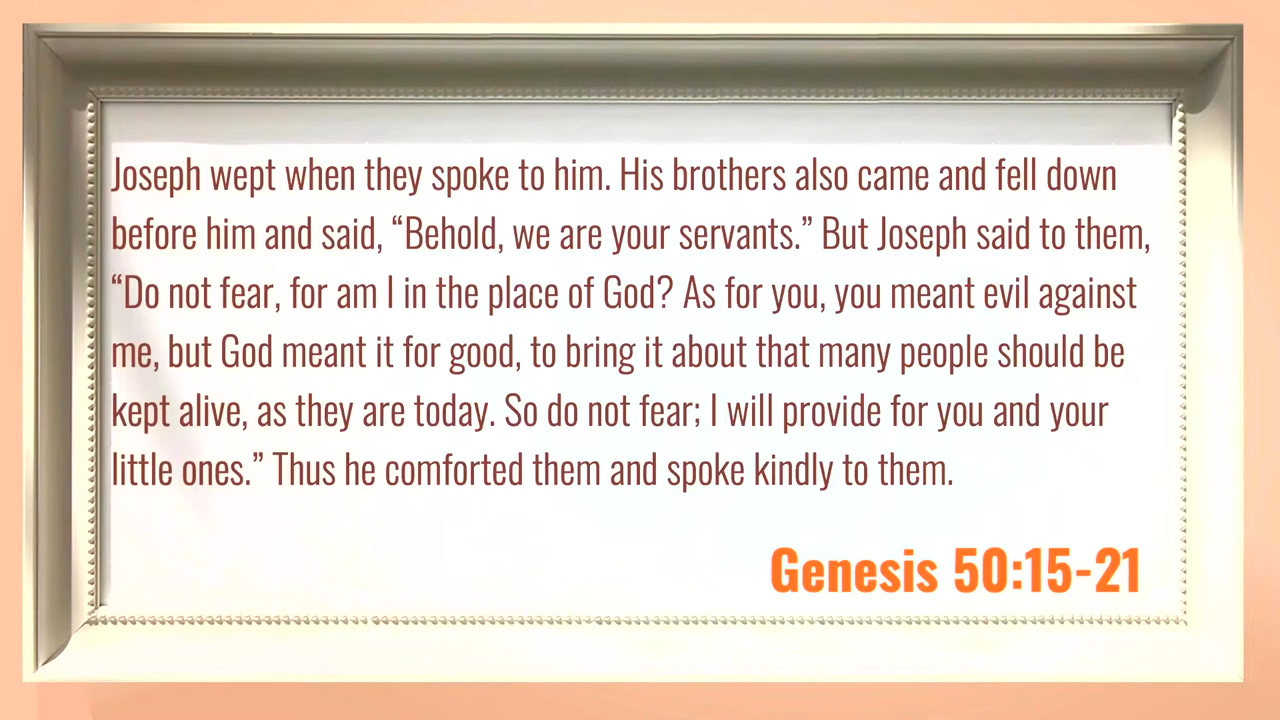 Joseph wept when they spoke to him. His brothers also came and fell down
before him and said, “Behold, we are your servants.” But Joseph said to them,
“Do not fear, for am I in the place of God? As for you, you meant evil against
me, but God meant it for good, to bring it about that many people should be
kept alive, as they are today. So do not fear; I will provide for you and your
little ones.” Thus he comforted them and spoke kindly to them.
Genesis 50:15-21